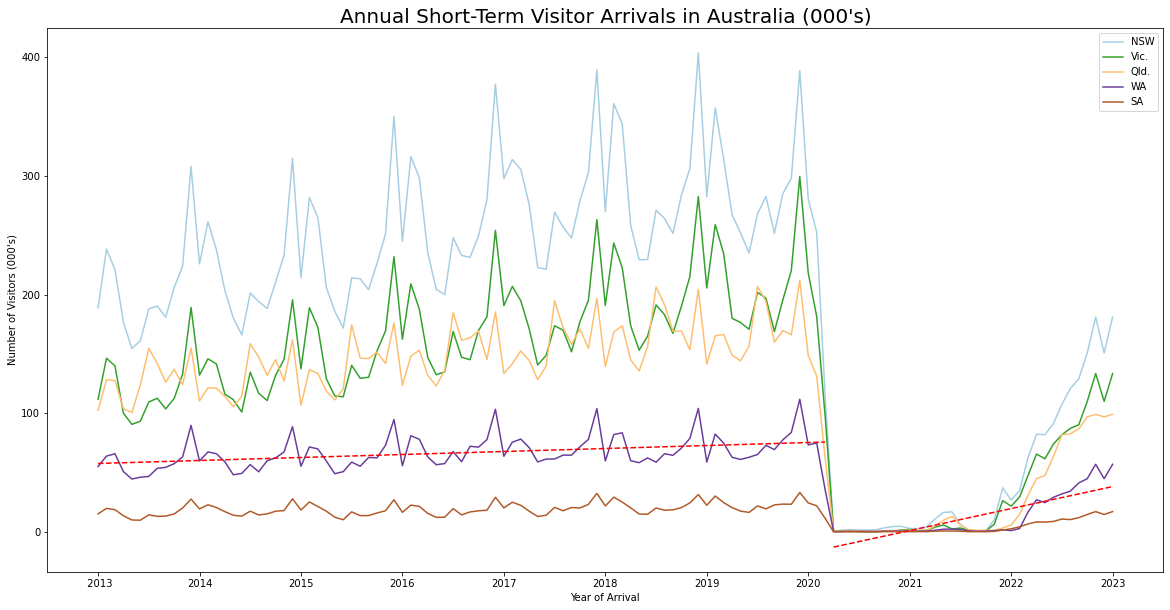 Annual Short-Term Visitor Arrivals in Australia (000's)
NSW
Vic.
Qld.
WA
SA
Number of Visitors (000's)
400
300
200
100
0
2013 2014 2015 2016 2017 2018 2019 2020 2021 2022 2023
Year of Arrival